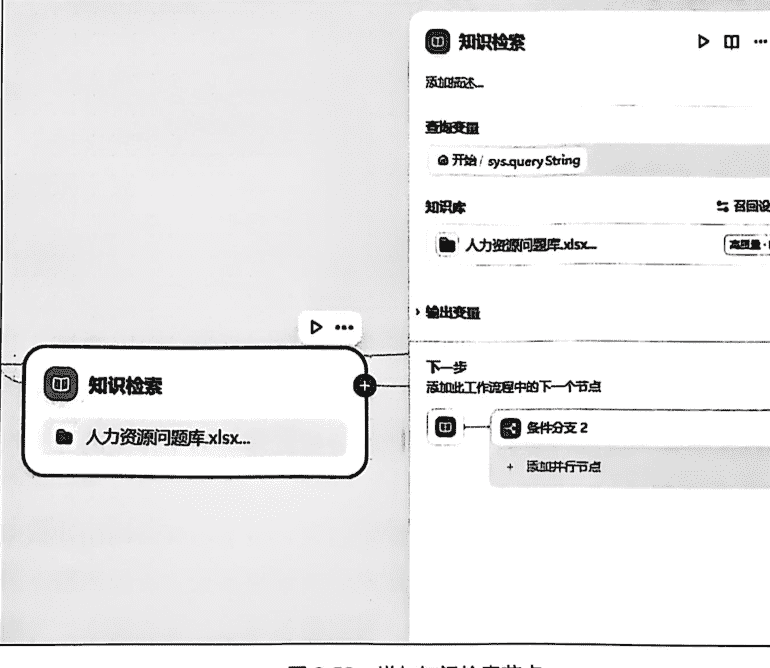 知识检索
添加描述...
查询变量
开始 / sys.query String
知识库
召回设
人力资源问题库.xlsx...
高质量 ·
输出变量
下一步
添加此工作流程中的下一个节点
条件分支 2
+ 添加并行节点
知识检索
人力资源问题库.xlsx...